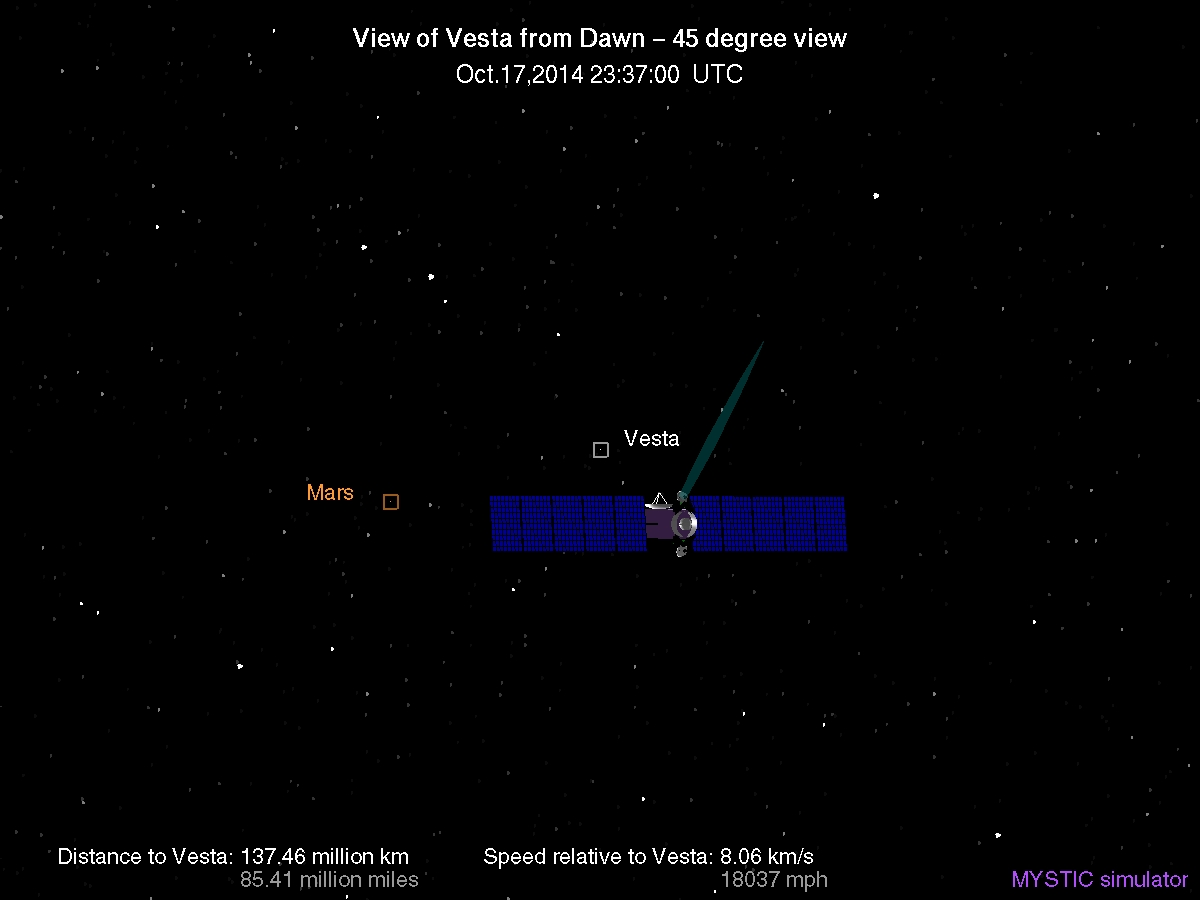 View of Vesta from Dawn – 45 degree view
Oct.17,2014 23:37:00 UTC
Vesta
Mars
Distance to Vesta: 137.46 million km
85.41 million miles
Speed relative to Vesta: 8.06 km/s
18037 mph
MYSTIC simulator